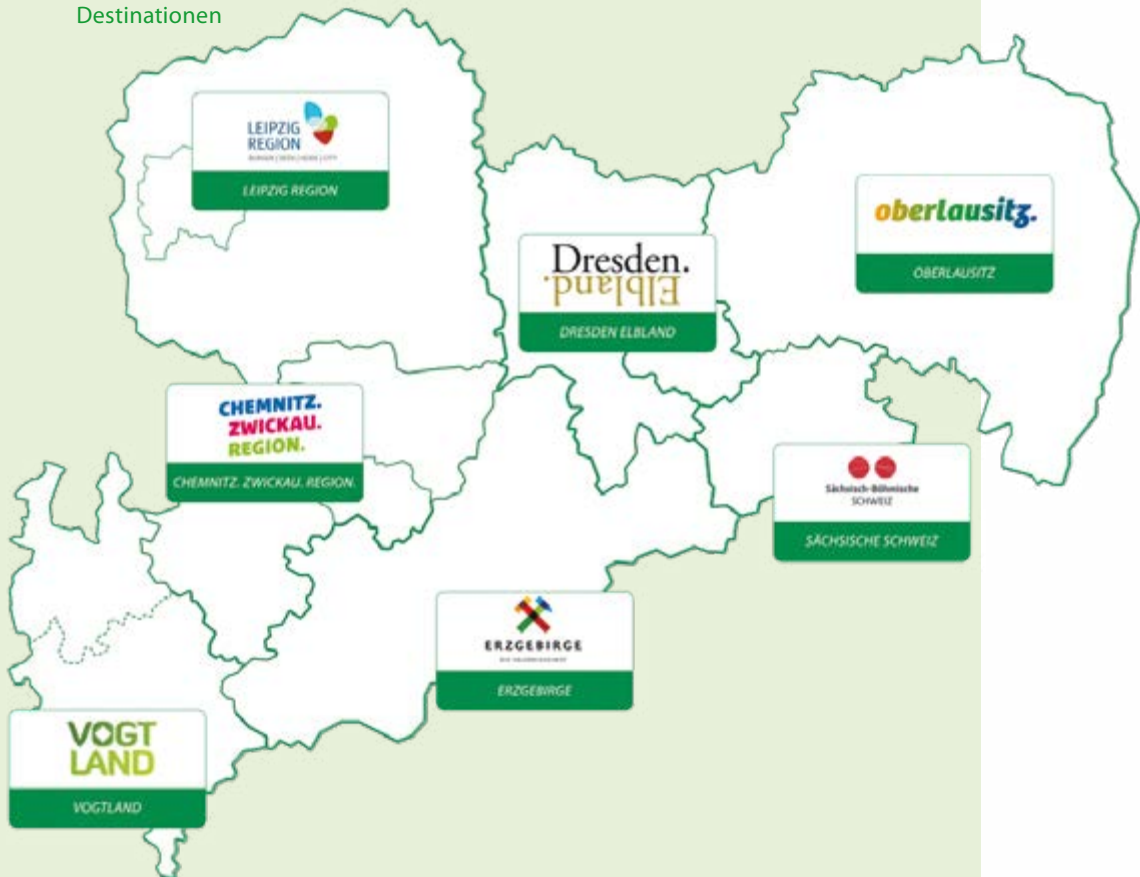 Destinationen
LEIPZIG
REGION
LEIPZIG REGION
oberlausitz.
OBERLAUSITZ
Dresden.
Elbland.
DRESDEN ELBLAND
CHEMNITZ.
ZWICKAU.
REGION.
CHEMNITZ. ZWICKAU. REGION.
Sächsisch-Böhmische
SCHWEIZ
SÄCHSISCHE SCHWEIZ
ERZGEBIRGE
ERZGEBIRGE
VOGT
LAND
VOGTLAND